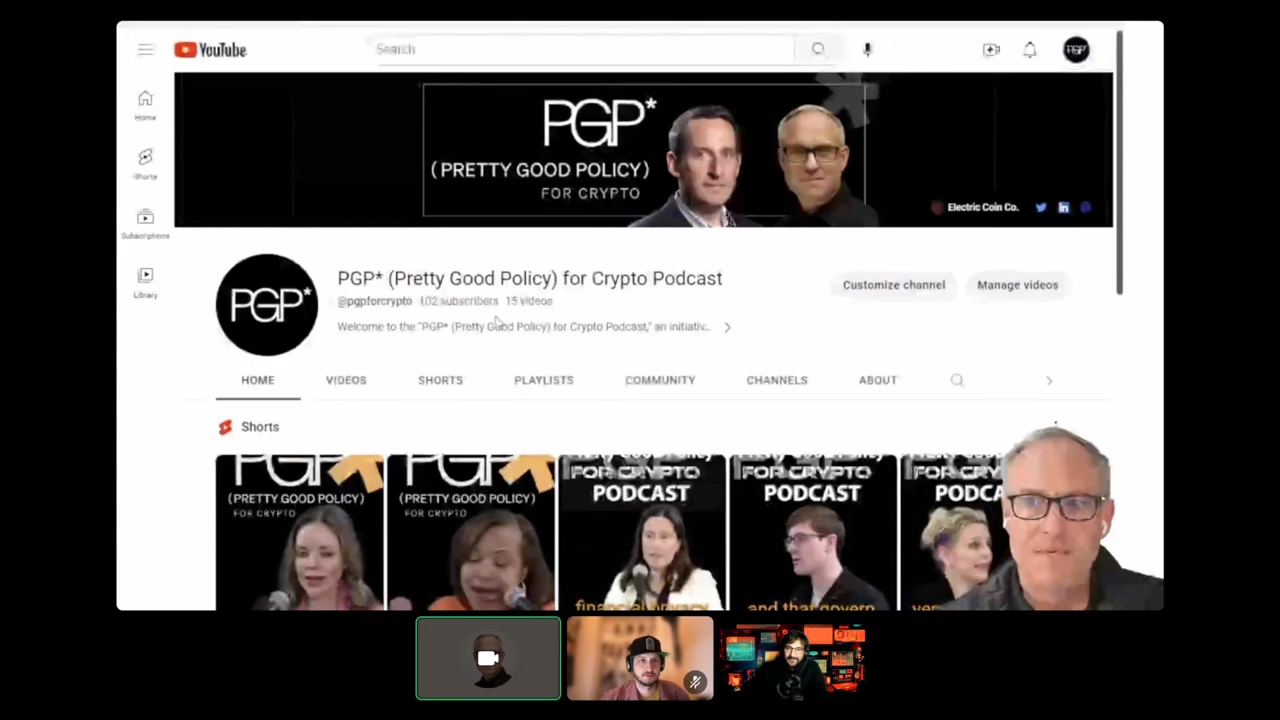 YouTube
Search
PGP*
Home
PGP*
(PRETTY GOOD POLICY)
FOR CRYPTO
Shorts
Electric Coin Co.
Subscriptions
Library
PGP*
PGP* (Pretty Good Policy) for Crypto Podcast
@pgpforcrypto 102 subscribers 15 videos
Welcome to the "PGP* (Pretty Good Policy) for Crypto Podcast," an initiativ...
Customize channel
Manage videos
HOME VIDEOS SHORTS PLAYLISTS COMMUNITY CHANNELS ABOUT
Shorts
PGP
(PRETTY GOOD POLICY)
FOR CRYPTO
PGP
(PRETTY GOOD POLICY)
FOR CRYPTO
FOR CRYPTO
PODCAST
financial privacy
FOR CRYPTO
PODCAST
and that govern
FOR CRY
PODCA